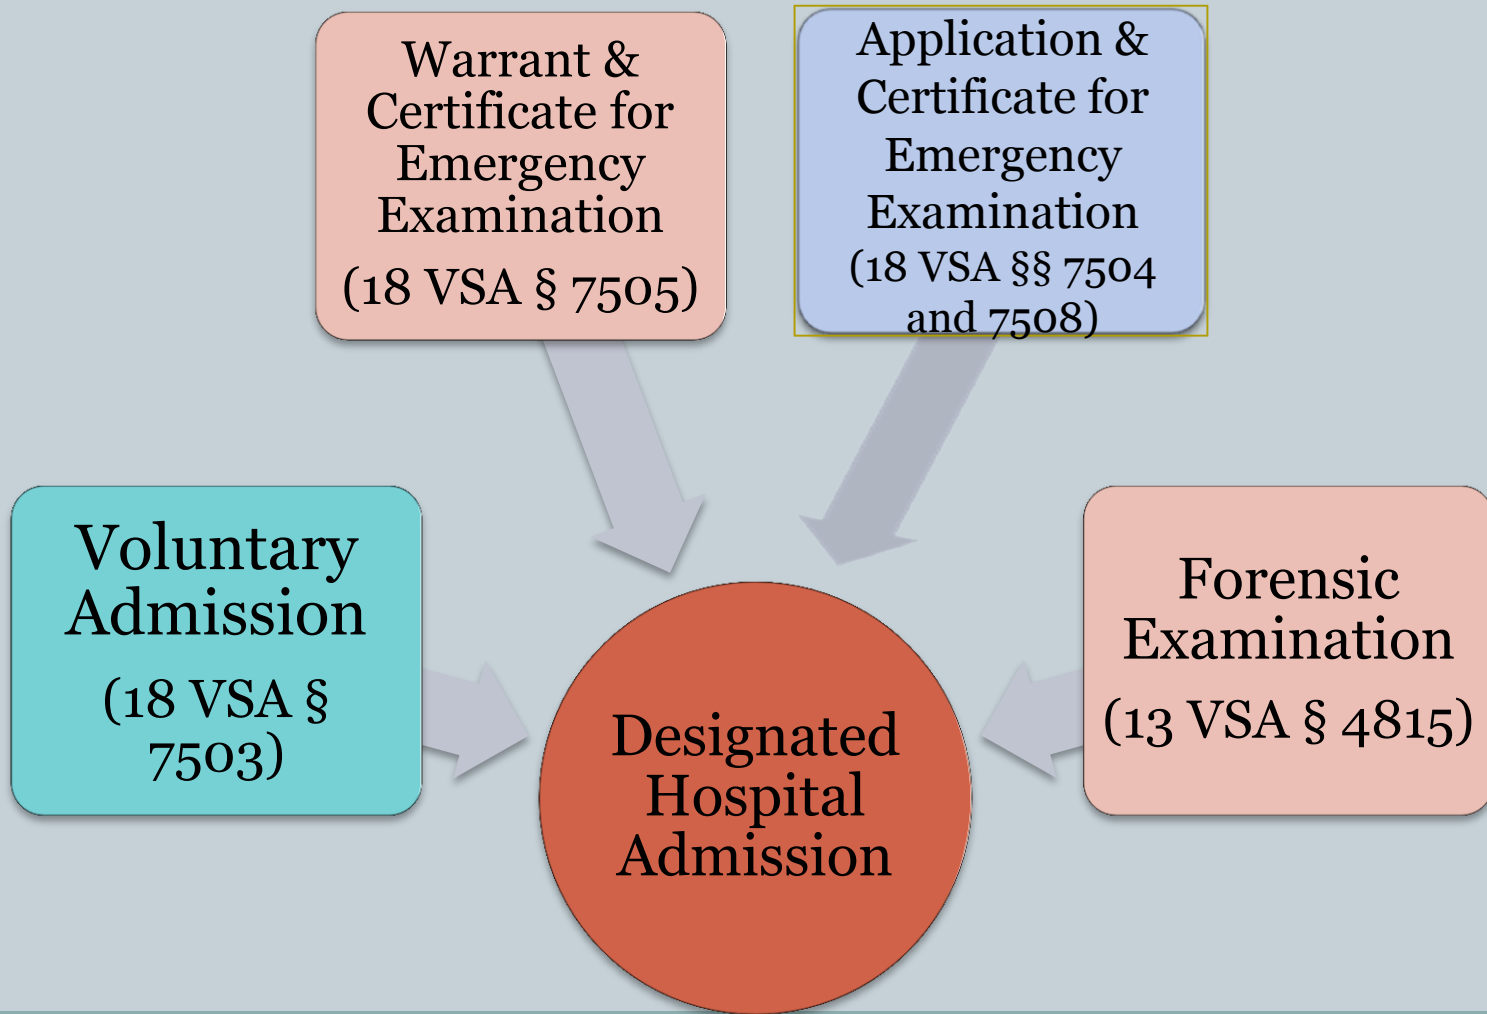 Warrant &
Certificate for
Emergency
Examination
(18 VSA § 7505)
Application &
Certificate for
Emergency
Examination
(18 VSA §§ 7504
and 7508)
Voluntary
Admission
(18 VSA §
7503)
Designated
Hospital
Admission
Forensic
Examination
(13 VSA § 4815)